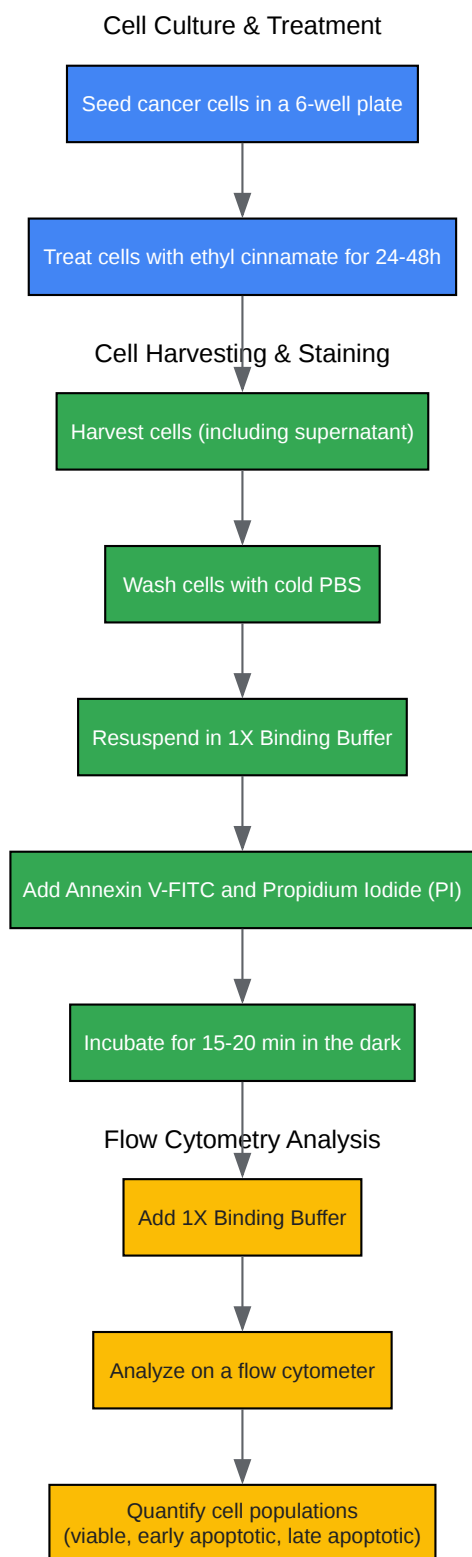 Cell Culture & Treatment
Seed cancer cells in a 6-well plate
Treat cells with ethyl cinnamate for 24-48h
Cell Harvesting & Staining
Harvest cells (including supernatant)
Wash cells with cold PBS
Resuspend in 1X Binding Buffer
Add Annexin V-FITC and Propidium Iodide (PI)
Incubate for 15-20 min in the dark
Flow Cytometry Analysis
Add 1X Binding Buffer
Analyze on a flow cytometer
Quantify cell populations
(viable, early apoptotic, late apoptotic)